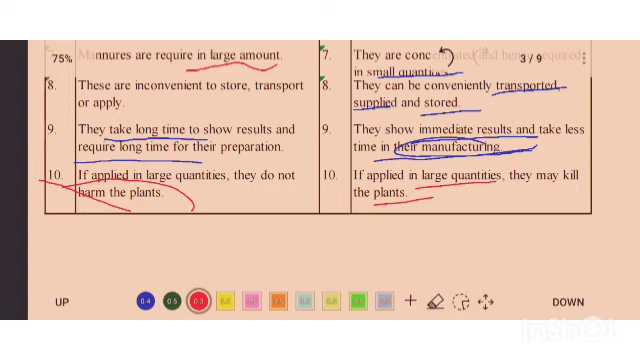 75% Mannures are require in large amount.
7. They are concentrated and hence required 3 / 9
in small quantities
8. These are inconvenient to store, transport
or apply.
8. They can be conveniently transported,
supplied and stored.
9. They take long time to show results and
require long time for their preparation.
9. They show immediate results and take less
time in their manufacturing.
10. If applied in large quantities, they do not
harm the plants.
10. If applied in large quantities, they may kill
the plants.
UP 0.4 0.5 0.3 DOWN